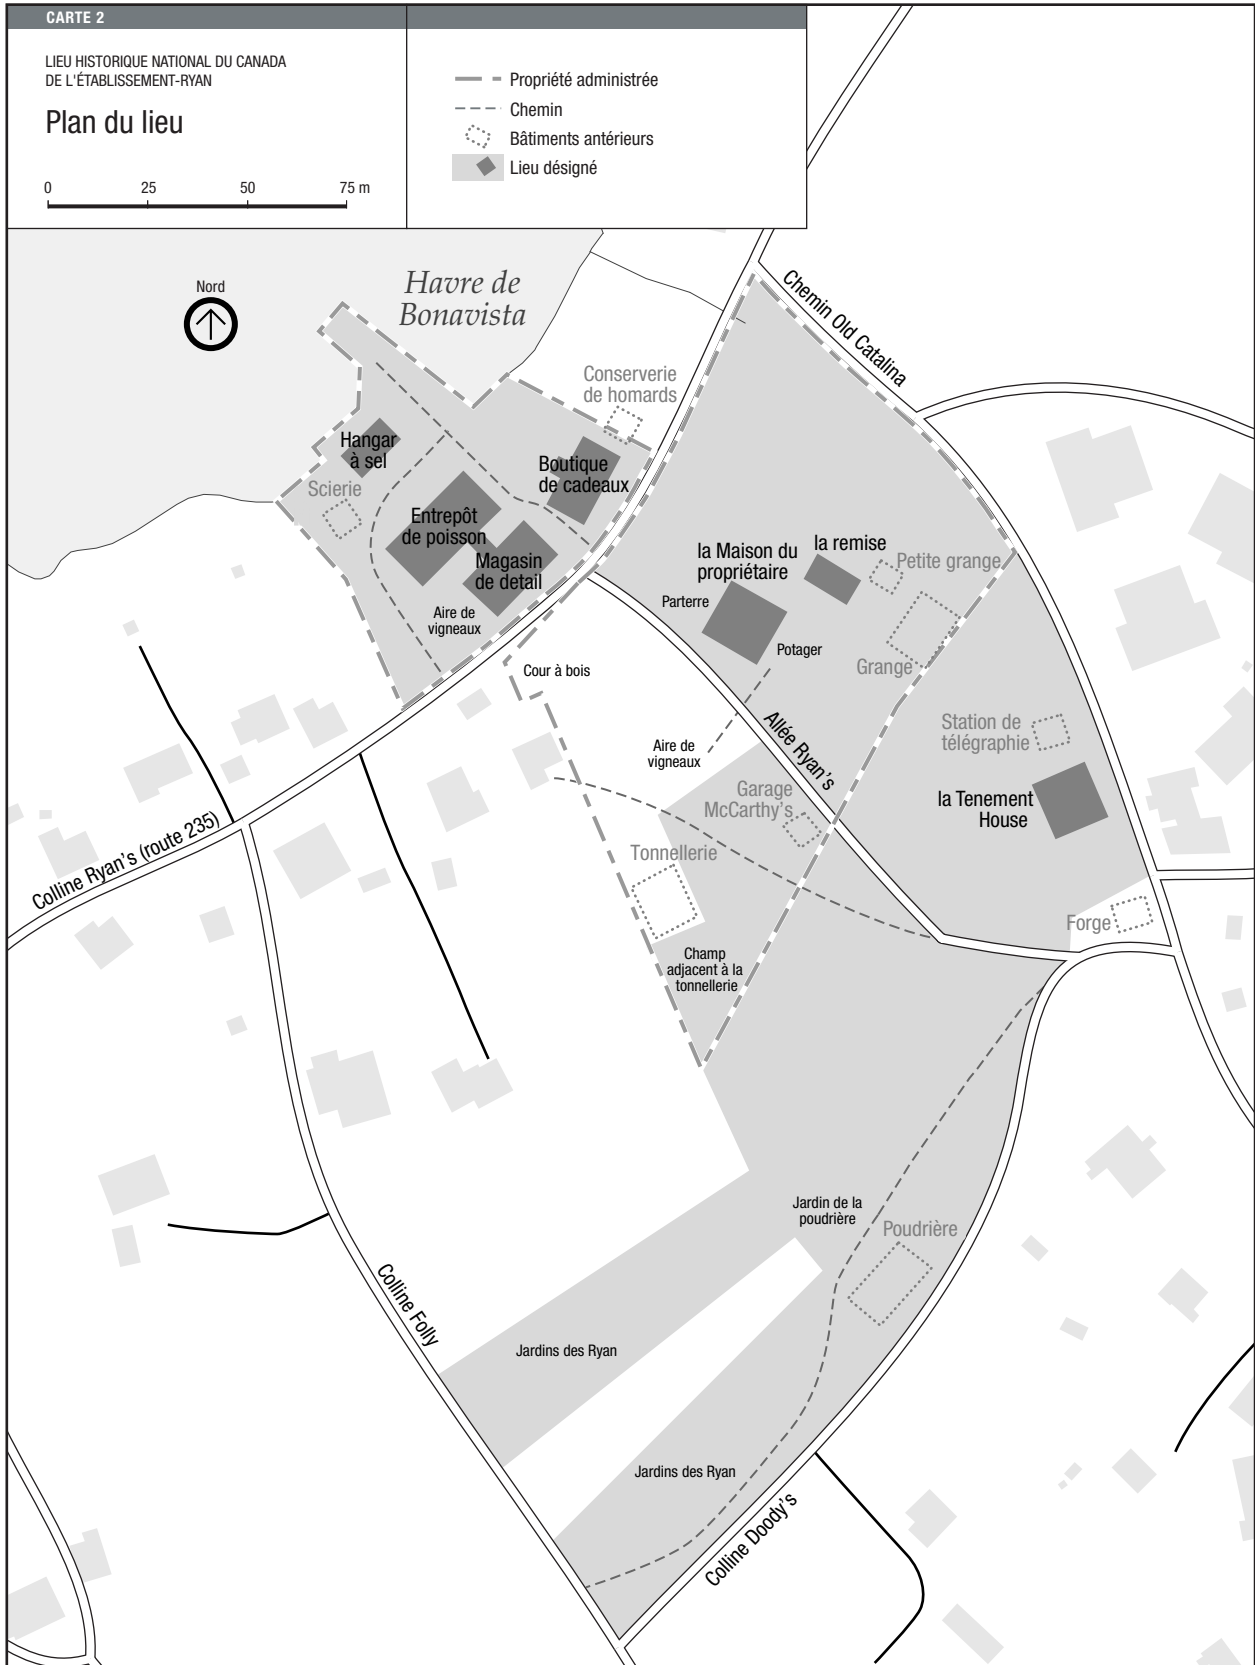 CARTE 2
LIEU HISTORIQUE NATIONAL DU CANADA
DE L'ÉTABLISSEMENT-RYAN
Plan du lieu
0 25 50 75 m
Propriété administrée
Chemin
Bâtiments antérieurs
Lieu désigné
Nord
Havre de
Bonavista
Chemin Old Catalina
Conserverie
de homards
Hangar
à sel
Boutique
de cadeaux
Scierie
Entrepôt
de poisson
Magasin
de detail
Aire de
vigneaux
la Maison du
propriétaire
la remise
Petite grange
Parterre
Potager
Grange
Cour à bois
Allée Ryan's
Aire de
vigneaux
Station de
télégraphie
la Tenement
House
Garage
McCarthy's
Tonnellerie
Colline Ryan's (route 235)
Forge
Champ
adjacent à la
tonnellerie
Jardin de la
poudrière
Poudrière
Colline Folly
Jardins des Ryan
Jardins des Ryan
Colline Doody's